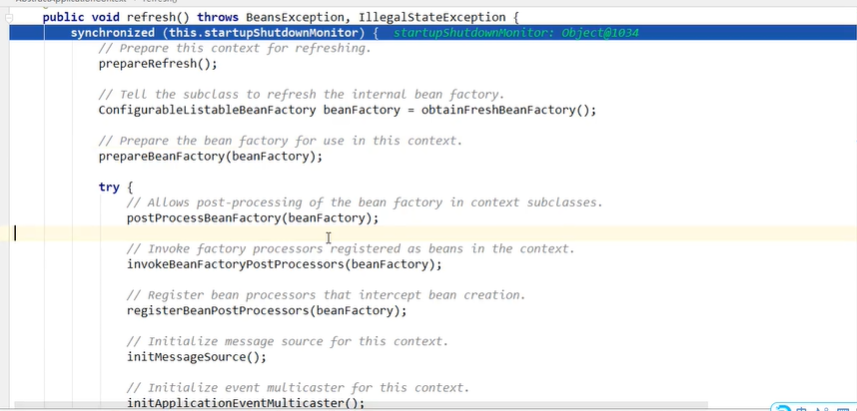 public void refresh() throws BeansException, IllegalStateException {
synchronized (this.startupShutdownMonitor) { startupShutdownMonitor: Object@1034
// Prepare this context for refreshing.
prepareRefresh();
// Tell the subclass to refresh the internal bean factory.
ConfigurableListableBeanFactory beanFactory = obtainFreshBeanFactory();
// Prepare the bean factory for use in this context.
prepareBeanFactory(beanFactory);
try {
// Allows post-processing of the bean factory in context subclasses.
postProcessBeanFactory(beanFactory);
// Invoke factory processors registered as beans in the context.
invokeBeanFactoryPostProcessors(beanFactory);
// Register bean processors that intercept bean creation.
registerBeanPostProcessors(beanFactory);
// Initialize message source for this context.
initMessageSource();
// Initialize event multicaster for this context.
initApplicationEventMulticaster();